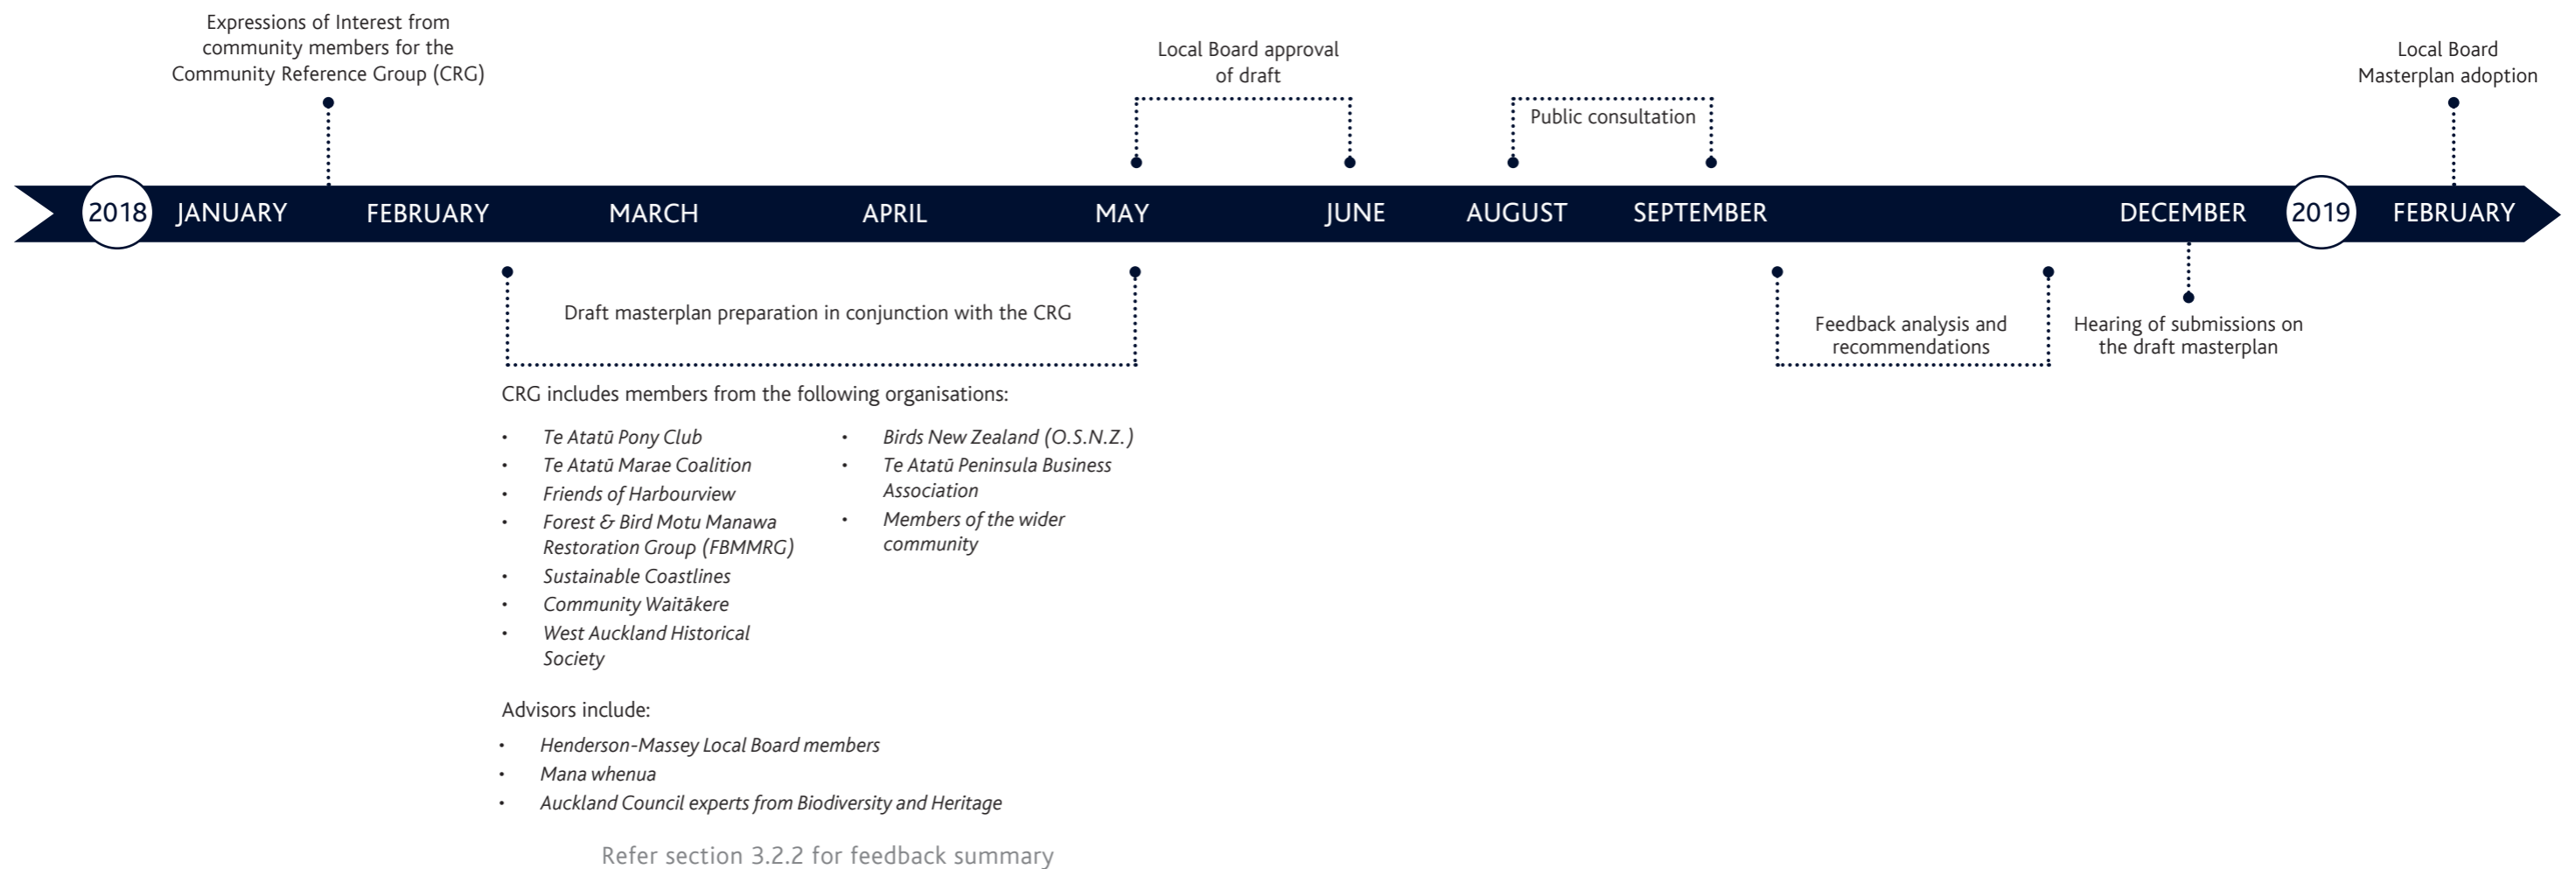 Expressions of Interest from
community members for the
Community Reference Group (CRG)
Local Board approval
of draft
Public consultation
Local Board
Masterplan adoption
2018 JANUARY FEBRUARY MARCH APRIL MAY JUNE AUGUST SEPTEMBER DECEMBER 2019 FEBRUARY
Draft masterplan preparation in conjunction with the CRG
Feedback analysis and
recommendations
Hearing of submissions on
the draft masterplan
CRG includes members from the following organisations:
• Te Atatū Pony Club
• Te Atatū Marae Coalition
• Friends of Harbourview
• Forest & Bird Motu Manawa
Restoration Group (FBMMRG)
• Sustainable Coastlines
• Community Waitākere
• West Auckland Historical
Society
• Birds New Zealand (O.S.N.Z.)
• Te Atatū Peninsula Business
Association
• Members of the wider
community
Advisors include:
• Henderson-Massey Local Board members
• Mana whenua
• Auckland Council experts from Biodiversity and Heritage
Refer section 3.2.2 for feedback summary